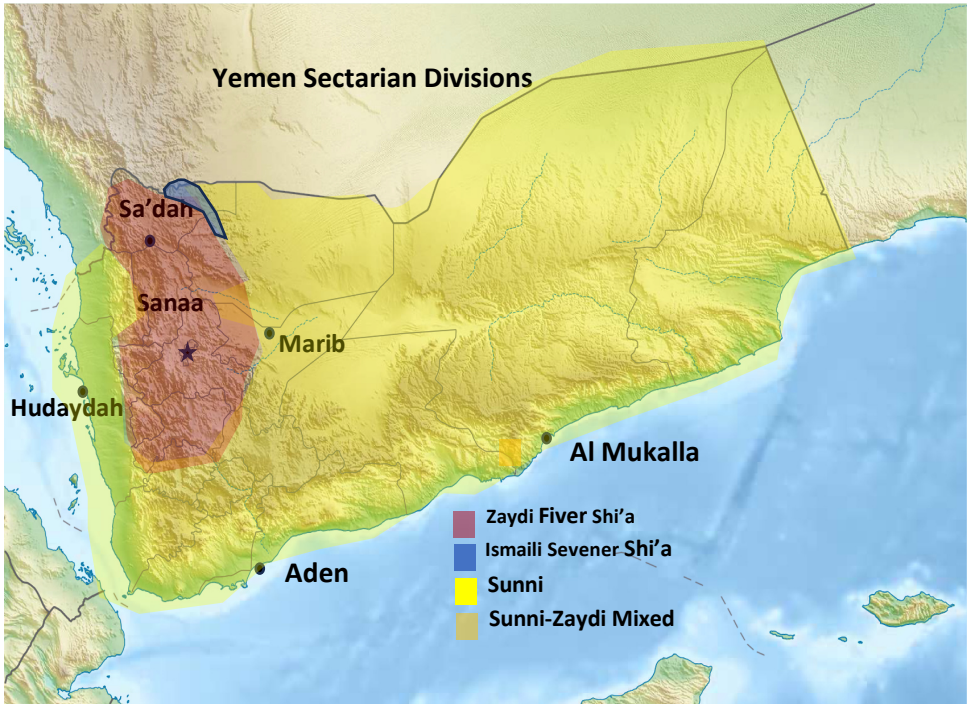 Yemen Sectarian Divisions
Sa’dah
Sanaa
Marib
Hudaydah
Al Mukalla
Aden
Zaydi Fiver Shi’a
Ismaili Sevener Shi’a
Sunni
Sunni-Zaydi Mixed